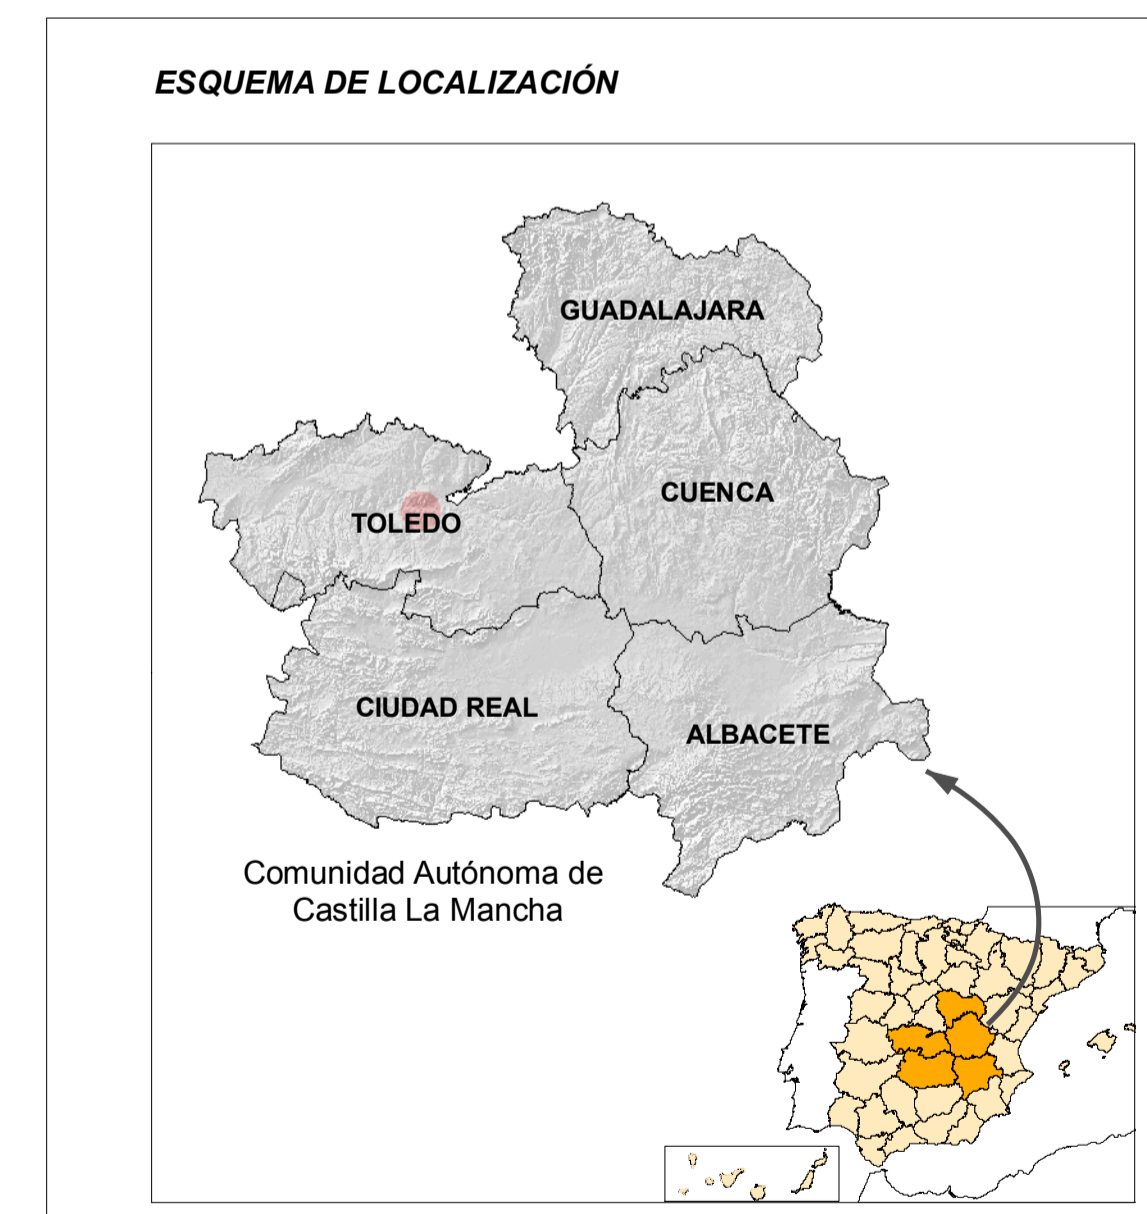 ESQUEMA DE LOCALIZACIÓN
GUADALAJARA
CUENCA
TOLEDO
CIUDAD REAL
ALBACETE
Comunidad Autónoma de
Castilla La Mancha